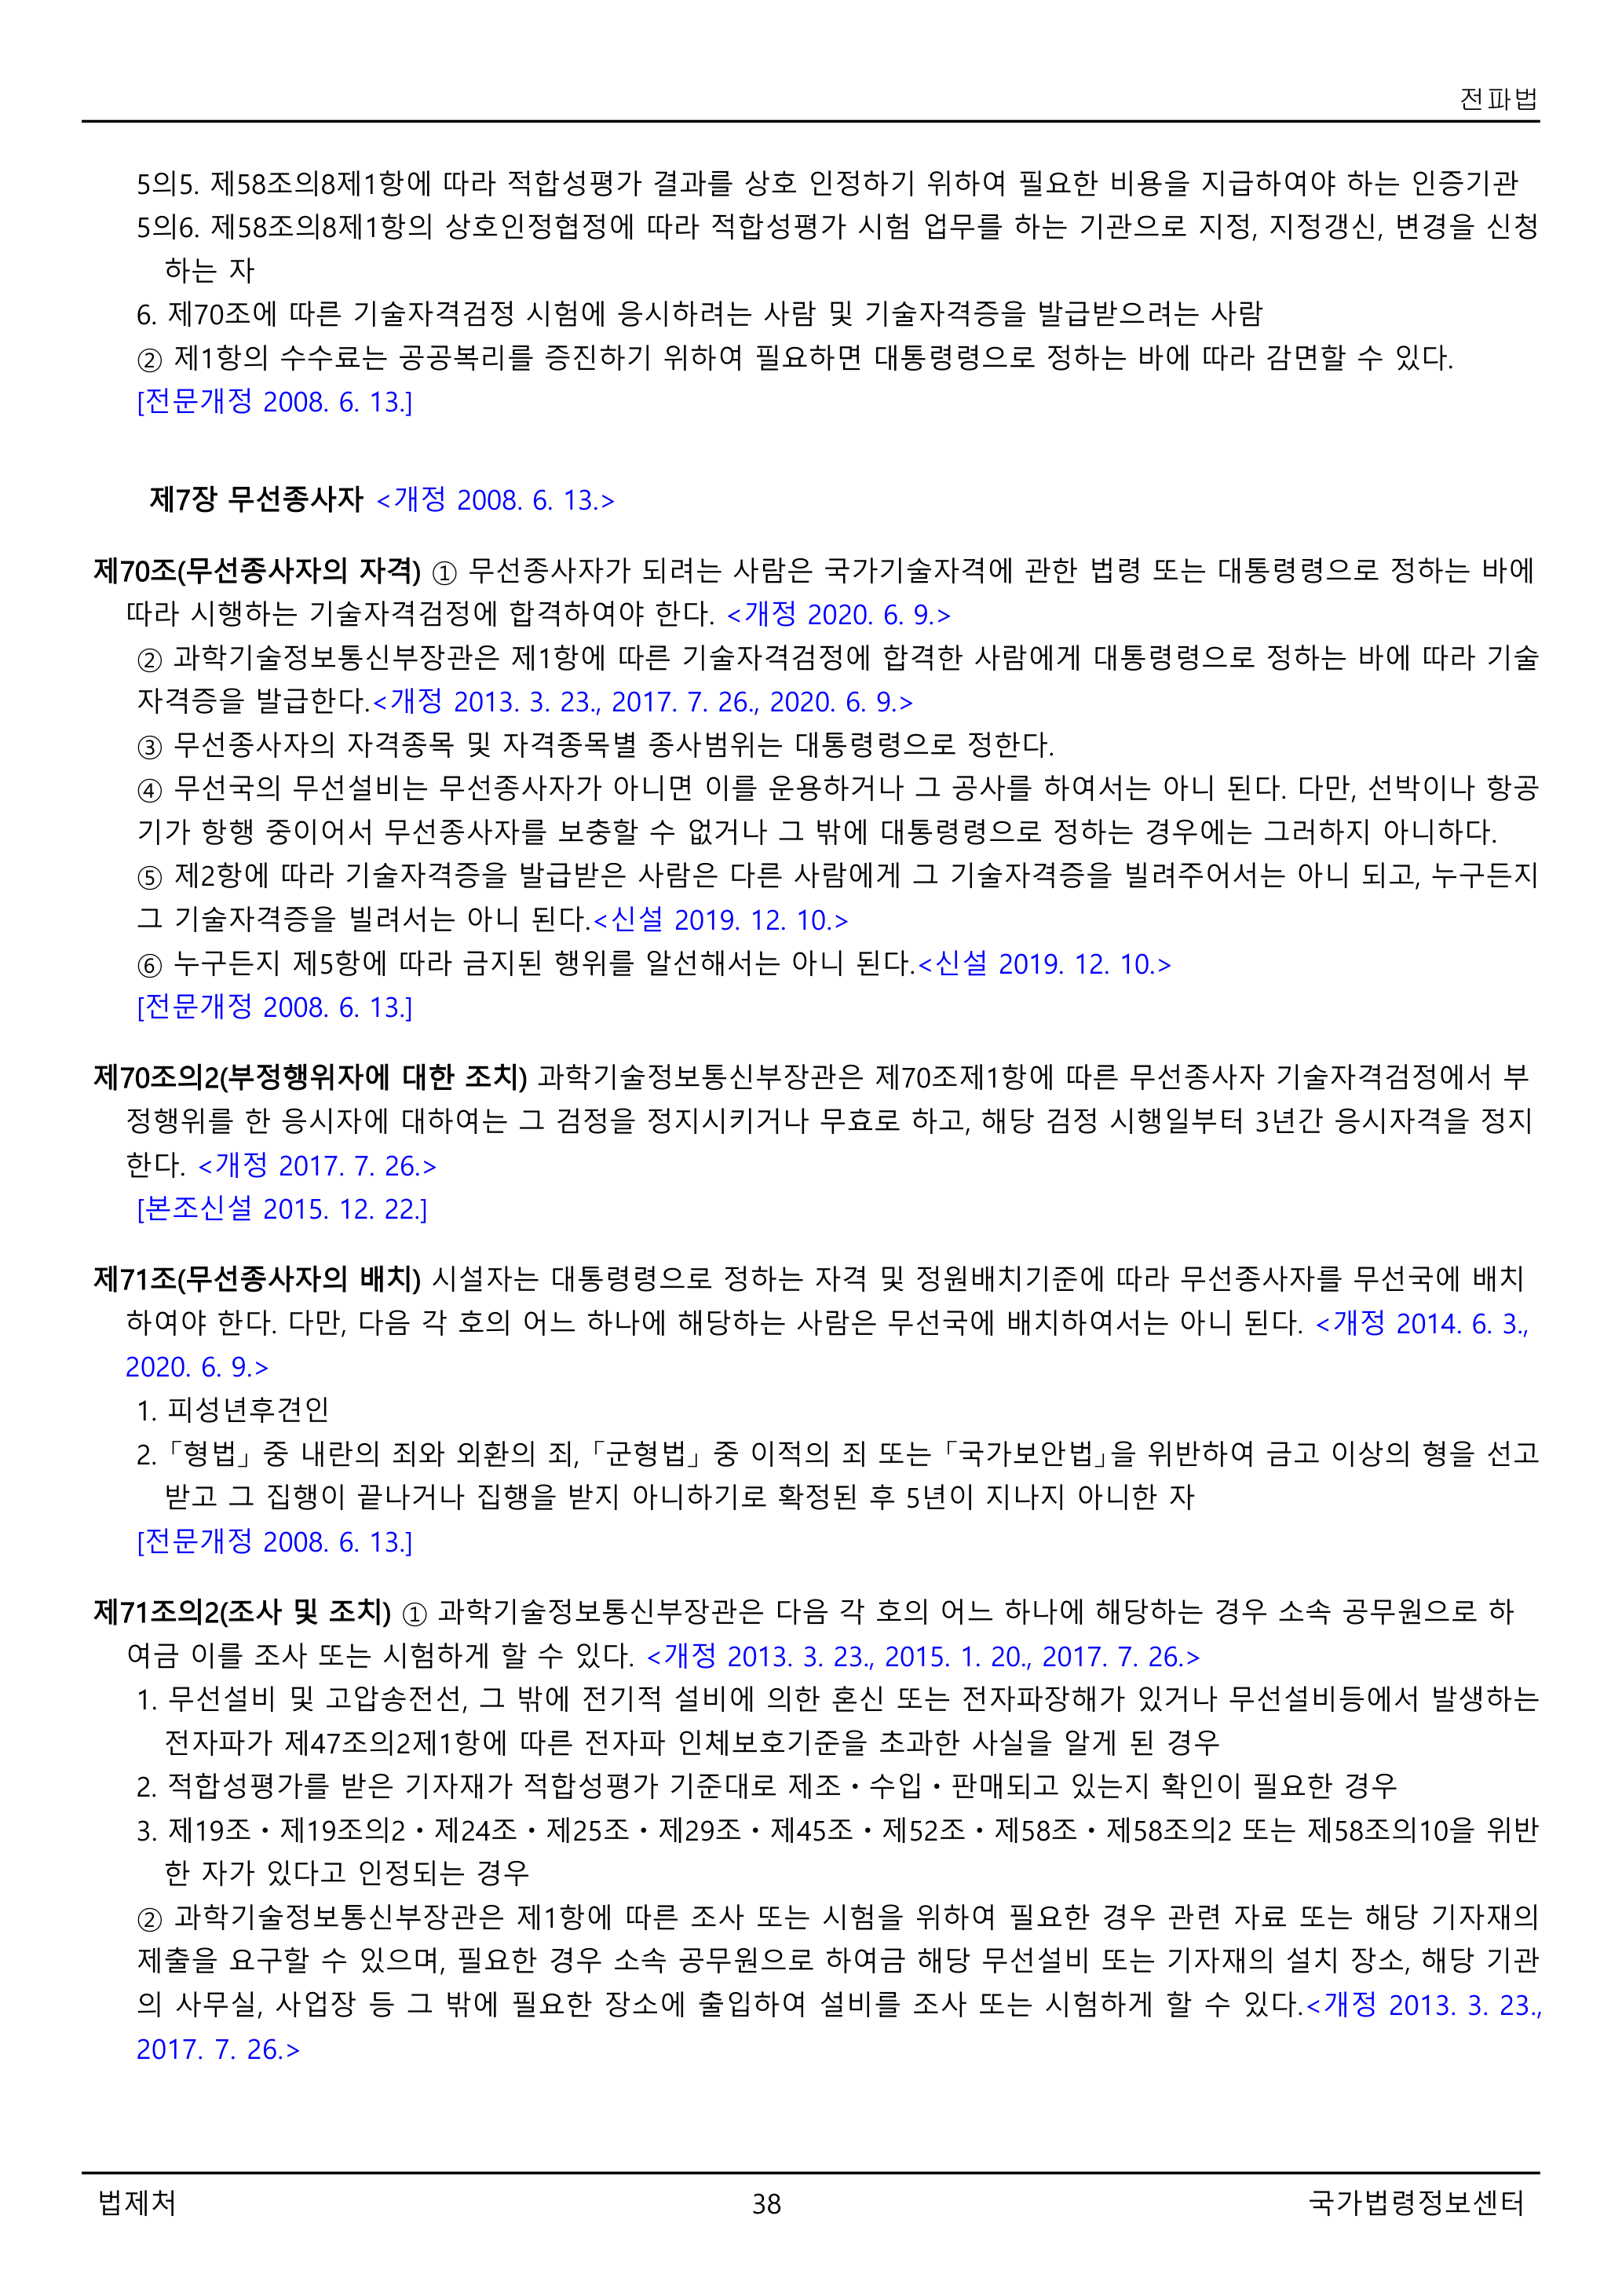 전파법
5의5. 제58조의8제1항에 따라 적합성평가 결과를 상호 인정하기 위하여 필요한 비용을 지급하여야 하는 인증기관
5의6. 제58조의8제1항의 상호인정협정에 따라 적합성평가 시험 업무를 하는 기관으로 지정, 지정갱신, 변경을 신청
하는 자
6. 제70조에 따른 기술자격검정 시험에 응시하려는 사람 및 기술자격증을 발급받으려는 사람
② 제1항의 수수료는 공공복리를 증진하기 위하여 필요하면 대통령령으로 정하는 바에 따라 감면할 수 있다.
[전문개정 2008. 6. 13.]
제7장 무선종사자 <개정 2008. 6. 13.>
제70조(무선종사자의 자격) ① 무선종사자가 되려는 사람은 국가기술자격에 관한 법령 또는 대통령령으로 정하는 바에
따라 시행하는 기술자격검정에 합격하여야 한다. <개정 2020. 6. 9.>
② 과학기술정보통신부장관은 제1항에 따른 기술자격검정에 합격한 사람에게 대통령령으로 정하는 바에 따라 기술
자격증을 발급한다.<개정 2013. 3. 23., 2017. 7. 26., 2020. 6. 9.>
③ 무선종사자의 자격종목 및 자격종목별 종사범위는 대통령령으로 정한다.
④ 무선국의 무선설비는 무선종사자가 아니면 이를 운용하거나 그 공사를 하여서는 아니 된다. 다만, 선박이나 항공
기가 항행 중이어서 무선종사자를 보충할 수 없거나 그 밖에 대통령령으로 정하는 경우에는 그러하지 아니하다.
⑤ 제2항에 따라 기술자격증을 발급받은 사람은 다른 사람에게 그 기술자격증을 빌려주어서는 아니 되고, 누구든지
그 기술자격증을 빌려서는 아니 된다.<신설 2019. 12. 10.>
⑥ 누구든지 제5항에 따라 금지된 행위를 알선해서는 아니 된다.<신설 2019. 12. 10.>
[전문개정 2008. 6. 13.]
제70조의2(부정행위자에 대한 조치) 과학기술정보통신부장관은 제70조제1항에 따른 무선종사자 기술자격검정에서 부
정행위를 한 응시자에 대하여는 그 검정을 정지시키거나 무효로 하고, 해당 검정 시행일부터 3년간 응시자격을 정지
한다. <개정 2017. 7. 26.>
[본조신설 2015. 12. 22.]
제71조(무선종사자의 배치) 시설자는 대통령령으로 정하는 자격 및 정원배치기준에 따라 무선종사자를 무선국에 배치
하여야 한다. 다만, 다음 각 호의 어느 하나에 해당하는 사람은 무선국에 배치하여서는 아니 된다. <개정 2014. 6. 3.,
2020. 6. 9.>
1. 피성년후견인
2.「형법」 중 내란의 죄와 외환의 죄,「군형법」 중 이적의 죄 또는「국가보안법」을 위반하여 금고 이상의 형을 선고
받고 그 집행이 끝나거나 집행을 받지 아니하기로 확정된 후 5년이 지나지 아니한 자
[전문개정 2008. 6. 13.]
제71조의2(조사 및 조치) ① 과학기술정보통신부장관은 다음 각 호의 어느 하나에 해당하는 경우 소속 공무원으로 하
여금 이를 조사 또는 시험하게 할 수 있다. <개정 2013. 3. 23., 2015. 1. 20., 2017. 7. 26.>
1. 무선설비 및 고압송전선, 그 밖에 전기적 설비에 의한 혼신 또는 전자파장해가 있거나 무선설비등에서 발생하는
전자파가 제47조의2제1항에 따른 전자파 인체보호기준을 초과한 사실을 알게 된 경우
2. 적합성평가를 받은 기자재가 적합성평가 기준대로 제조•수입•판매되고 있는지 확인이 필요한 경우
3. 제19조•제19조의2•제24조•제25조•제29조•제45조•제52조•제58조•제58조의2 또는 제58조의10을 위반
한 자가 있다고 인정되는 경우
② 과학기술정보통신부장관은 제1항에 따른 조사 또는 시험을 위하여 필요한 경우 관련 자료 또는 해당 기자재의
제출을 요구할 수 있으며, 필요한 경우 소속 공무원으로 하여금 해당 무선설비 또는 기자재의 설치 장소, 해당 기관
의 사무실, 사업장 등 그 밖에 필요한 장소에 출입하여 설비를 조사 또는 시험하게 할 수 있다.<개정 2013. 3. 23.,
2017. 7. 26.>
법제처 38 국가법령정보센터